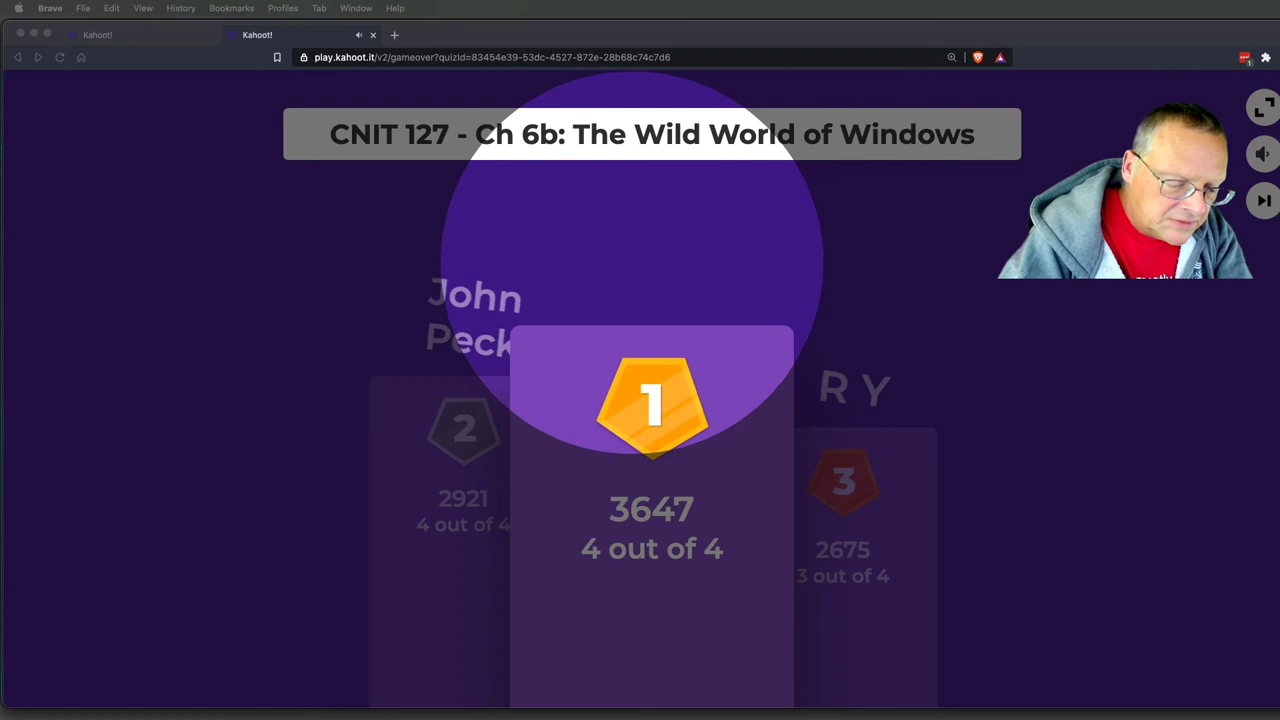 Brave File Edit View History Bookmarks Profiles Tab Window Help
Kahoot! Kahoot!
play.kahoot.it/v2/gameover?quizId=83454e39-53dc-4527-872e-28b68c74c7d6
1
CNIT 127 - Ch 6b: The Wild World of Windows
John
Peck
R Y
1
2
3
3647
4 out of 4
2921
4 out of 4
2675
3 out of 4